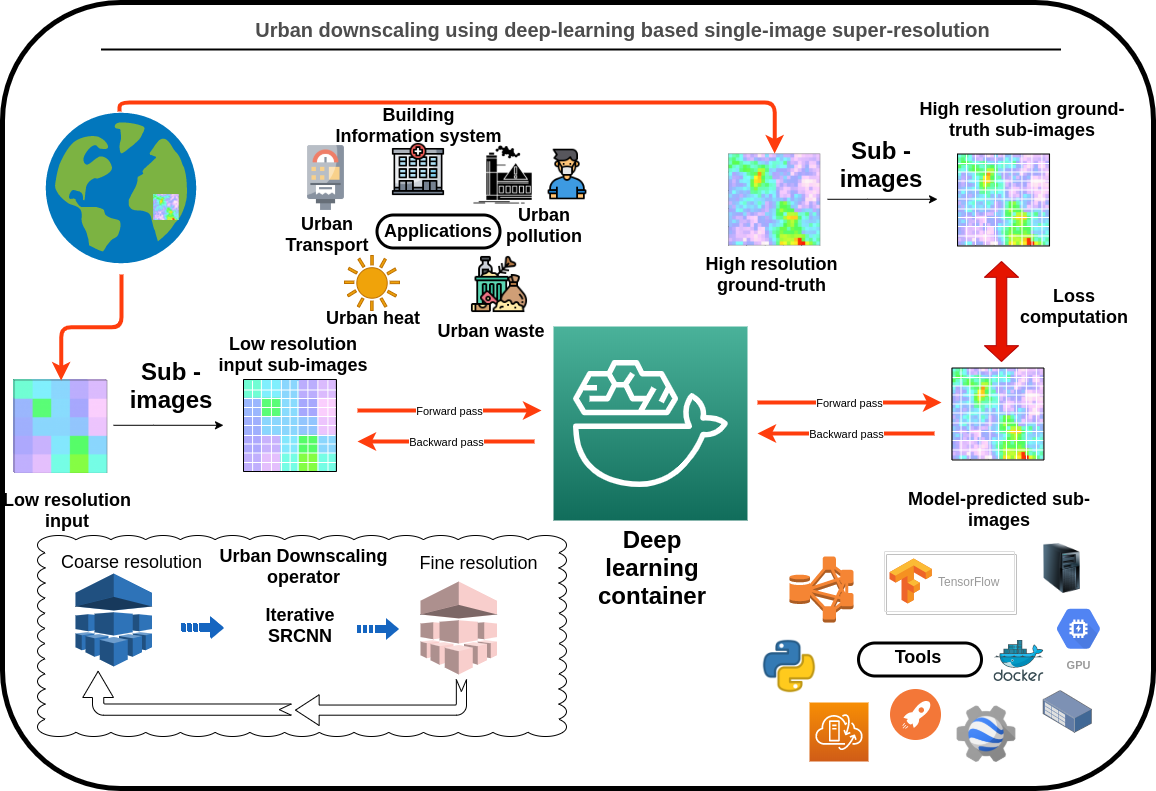 Urban downscaling using deep-learning based single-image super-resolution
Building
Information system
Urban
Transport
Applications
Urban
pollution
Urban heat
Urban waste
High resolution
ground-truth
Sub -
images
High resolution ground-
truth sub-images
Loss
computation
Low resolution
input sub-images
Sub -
images
Low resolution
input
Forward pass
Backward pass
Deep
learning
container
Forward pass
Backward pass
Model-predicted sub-
images
Coarse resolution
Urban Downscaling
operator
Iterative
SRCNN
Fine resolution
TensorFlow
Tools
docker
GPU